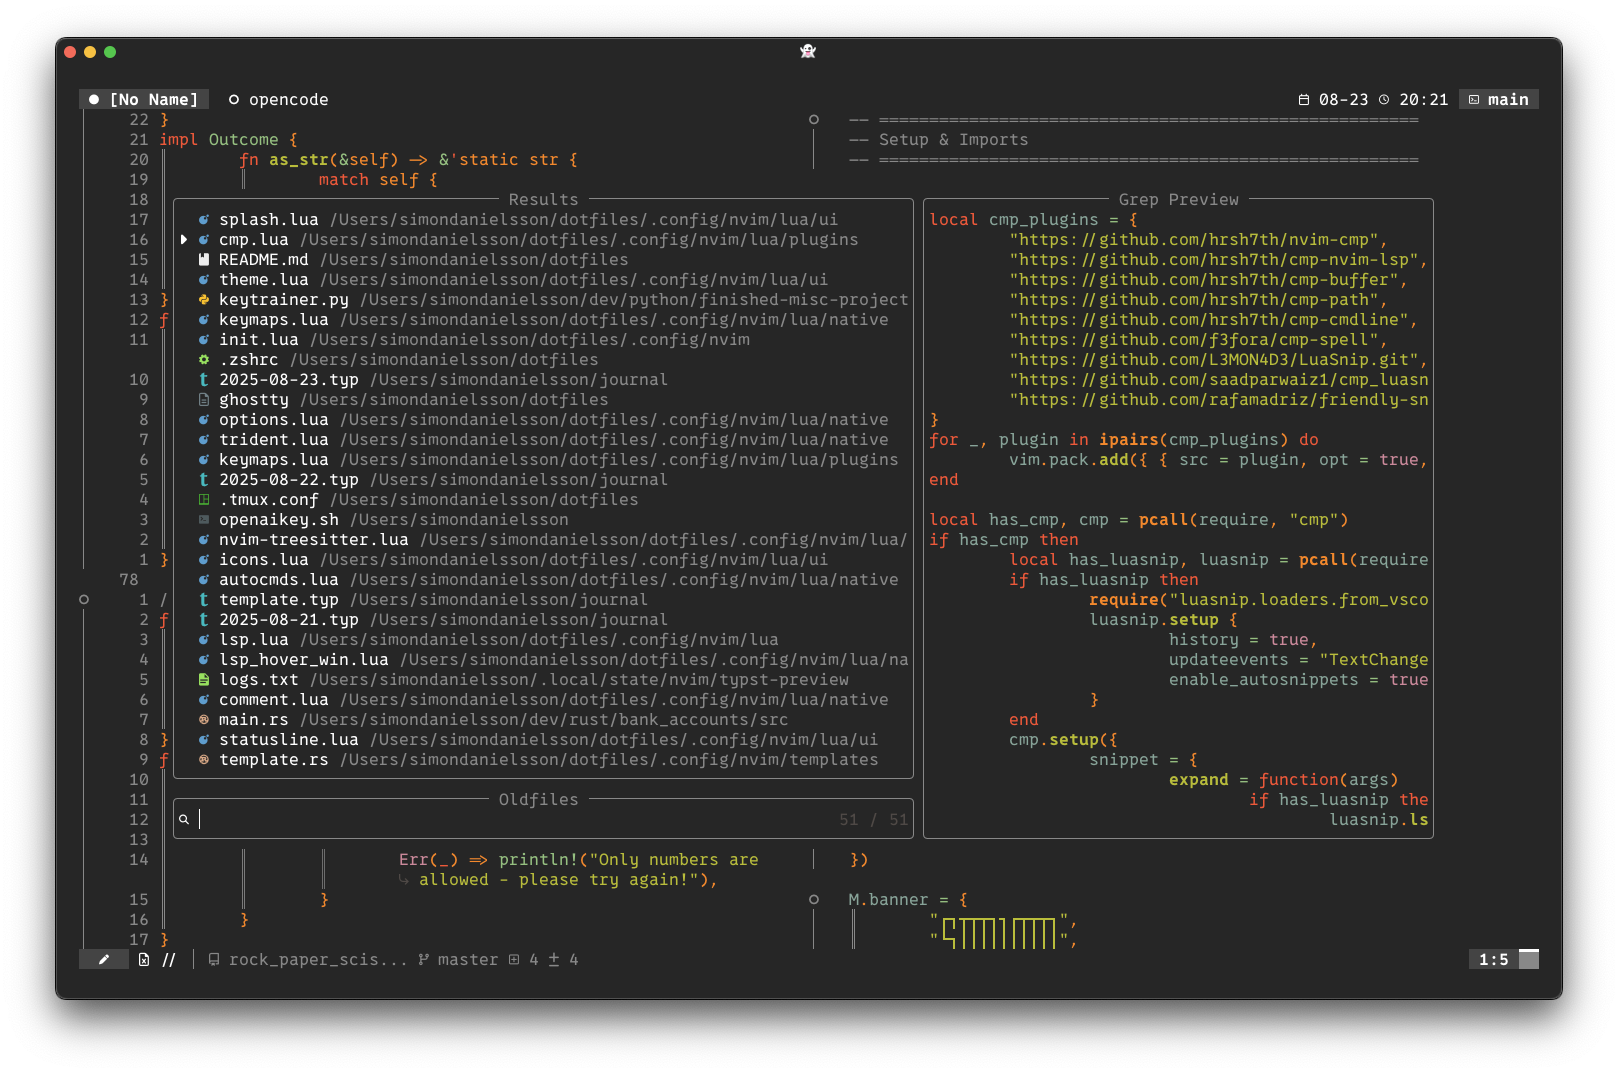 [No Name] opencode 08-23 20:21 main
22 } -- ======================================================
21 impl Outcome { -- Setup & Imports
20 fn as_str(&self) -> &'static str { -- ======================================================
19 match self {
18 Results
17 splash.lua /Users/simondanielsson/dotfiles/.config/nvim/lua/ui
16 cmp.lua /Users/simondanielsson/dotfiles/.config/nvim/lua/plugins
15 README.md /Users/simondanielsson/dotfiles
14 theme.lua /Users/simondanielsson/dotfiles/.config/nvim/lua/ui
13 } keytrainer.py /Users/simondanielsson/dev/python/finished-misc-project
12 f keymaps.lua /Users/simondanielsson/dotfiles/.config/nvim/lua/native
11 init.lua /Users/simondanielsson/dotfiles/.config/nvim
.zshrc /Users/simondanielsson/dotfiles
10 2025-08-23.typ /Users/simondanielsson/journal
9 ghostty /Users/simondanielsson/dotfiles
8 options.lua /Users/simondanielsson/dotfiles/.config/nvim/lua/native
7 trident.lua /Users/simondanielsson/dotfiles/.config/nvim/lua/native
6 keymaps.lua /Users/simondanielsson/dotfiles/.config/nvim/lua/plugins
5 2025-08-22.typ /Users/simondanielsson/journal
4 .tmux.conf /Users/simondanielsson/dotfiles
3 openaikey.sh /Users/simondanielsson
2 nvim-treesitter.lua /Users/simondanielsson/dotfiles/.config/nvim/lua/
1 } icons.lua /Users/simondanielsson/dotfiles/.config/nvim/lua/ui
78 autocmds.lua /Users/simondanielsson/dotfiles/.config/nvim/lua/native
1 / template.typ /Users/simondanielsson/journal
2 f 2025-08-21.typ /Users/simondanielsson/journal
3 lsp.lua /Users/simondanielsson/dotfiles/.config/nvim/lua
4 lsp_hover_win.lua /Users/simondanielsson/dotfiles/.config/nvim/lua/na
5 logs.txt /Users/simondanielsson/.local/state/nvim/typst-preview
6 comment.lua /Users/simondanielsson/dotfiles/.config/nvim/lua/native
7 main.rs /Users/simondanielsson/dev/rust/bank_accounts/src
8 } statusline.lua /Users/simondanielsson/dotfiles/.config/nvim/lua/ui
9 f template.rs /Users/simondanielsson/dotfiles/.config/nvim/templates
10
11 Oldfiles
12 51 / 51
13
Grep Preview
local cmp_plugins = {
"https://github.com/hrsh7th/nvim-cmp",
"https://github.com/hrsh7th/cmp-nvim-lsp",
"https://github.com/hrsh7th/cmp-buffer",
"https://github.com/hrsh7th/cmp-path",
"https://github.com/hrsh7th/cmp-cmdline",
"https://github.com/f3fora/cmp-spell",
"https://github.com/L3MON4D3/LuaSnip.git",
"https://github.com/saadparwaiz1/cmp_luasn
"https://github.com/rafamadriz/friendly-sn
}
for _, plugin in ipairs(cmp_plugins) do
vim.pack.add({ { src = plugin, opt = true,
end
local has_cmp, cmp = pcall(require, "cmp")
if has_cmp then
local has_luasnip, luasnip = pcall(require
if has_luasnip then
require("luasnip.loaders.from_vsco
luasnip.setup {
history = true,
updateevents = "TextChange
enable_autosnippets = true
}
end
cmp.setup({
snippet = {
expand = function(args)
if has_luasnip the
luasnip.ls
14 Err(_) => println!("Only numbers are })
allowed - please try again!"),
15 } M.banner = {
16 }
17 }
// rock_paper_scis... master 4 ± 4 1:5